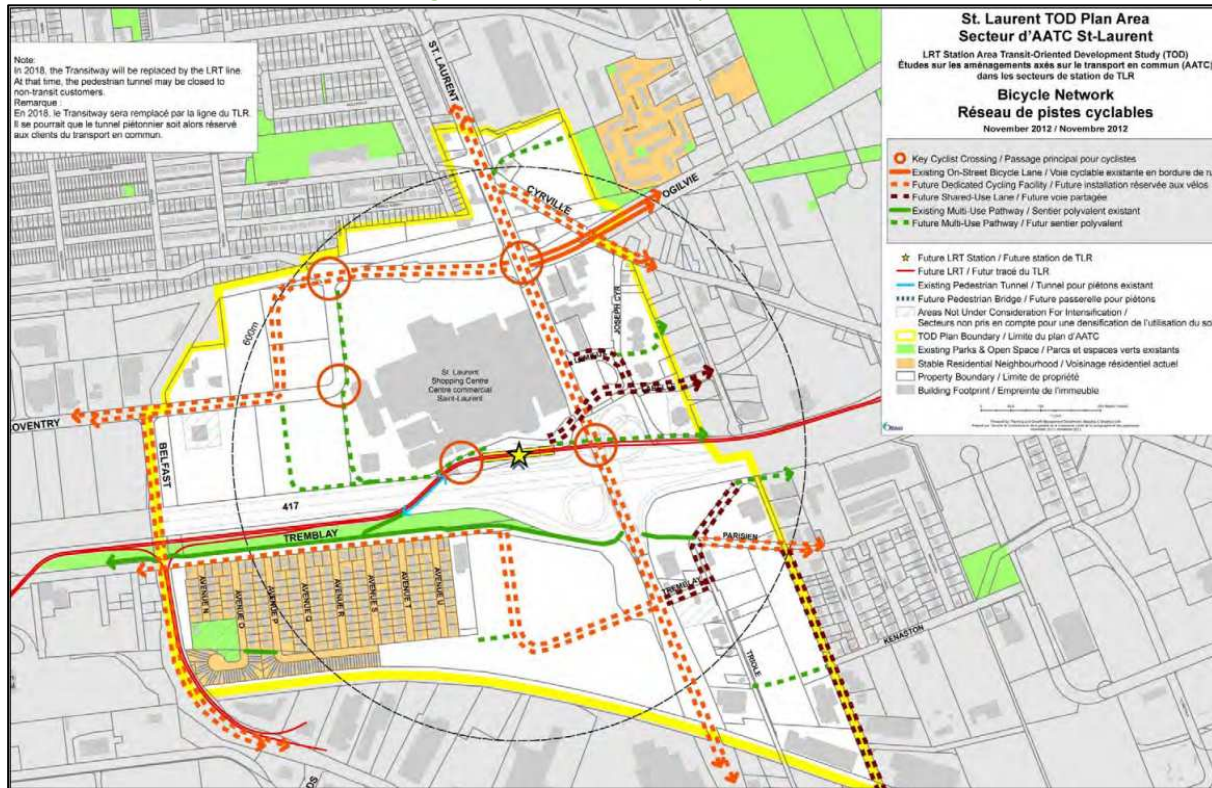 St. Laurent TOD Plan Area
Secteur d'AATC St-Laurent
LRT Station Area Transit-Oriented Development Study (TOD)
Études sur les aménagements axés sur le transport en commun (AATC)
dans les secteurs de station de TLR
Bicycle Network
Réseau de pistes cyclables
November 2012 / Novembre 2012
Note:
In 2018, the Transitway will be replaced by the LRT line.
At that time, the pedestrian tunnel may be closed to
non-transit customers.
Remarque :
En 2018, le Transitway sera remplacé par la ligne du TLR.
Il se pourrait que le tunnel piétonnier soit alors réservé
aux clients du transport en commun.
Key Cyclist Crossing / Passage principal pour cyclistes
Existing On-Street Bicycle Lane / Voie cyclable existante en bordure de ru
Future Dedicated Cycling Facility / Future installation réservée aux vélos
Future Shared-Use Lane / Future voie partagée
Existing Multi-Use Pathway / Sentier polyvalent existant
Future Multi-Use Pathway / Futur sentier polyvalent
Future LRT Station / Future station de TLR
Future LRT / Futur tracé du TLR
Existing Pedestrian Tunnel / Tunnel pour piétons existant
Future Pedestrian Bridge / Future passerelle pour piétons
Areas Not Under Consideration For Intensification /
Secteurs non pris en compte pour une densification de l'utilisation du so
TOD Plan Boundary / Limite du plan d'AATC
Existing Parks & Open Space / Parcs et espaces verts existants
Stable Residential Neighbourhood / Voisinage résidentiel actuel
Property Boundary / Limite de propriété
Building Footprint / Empreinte de l'immeuble
ST. LAURENT
CYRVILLE
OGILVIE
600m
JOSEPH CYR
St. Laurent
Shopping Centre
Centre commercial
Saint-Laurent
OVENTRY
BELFAST
417
TREMBLAY
PARISIEN
AVENUE N
AVENUE O
AVENUE P
AVENUE Q
AVENUE R
AVENUE S
AVENUE T
AVENUE U
TREMBLAY
KENASTON
TRIOLE
DS